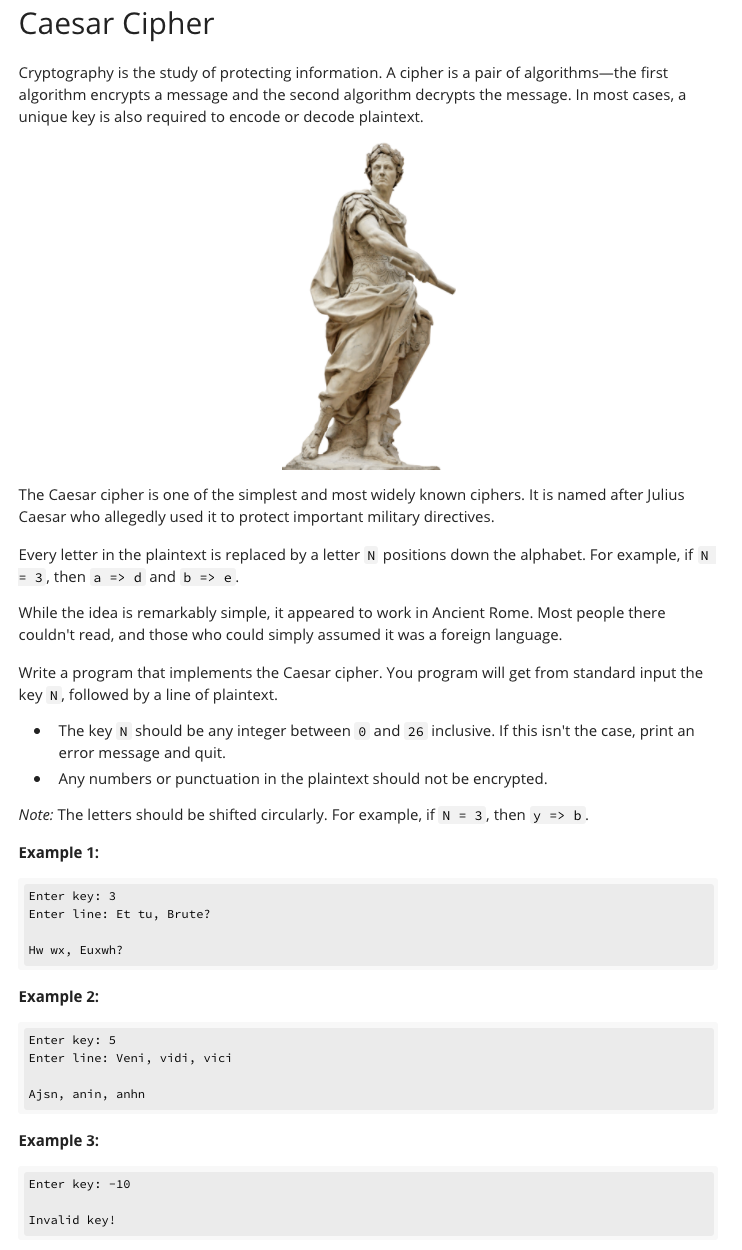 Caesar Cipher
Cryptography is the study of protecting information. A cipher is a pair of algorithms—the first
algorithm encrypts a message and the second algorithm decrypts the message. In most cases, a
unique key is also required to encode or decode plaintext.
The Caesar cipher is one of the simplest and most widely known ciphers. It is named after Julius
Caesar who allegedly used it to protect important military directives.
Every letter in the plaintext is replaced by a letter N positions down the alphabet. For example, if N
= 3, then a => d and b => e.
While the idea is remarkably simple, it appeared to work in Ancient Rome. Most people there
couldn't read, and those who could simply assumed it was a foreign language.
Write a program that implements the Caesar cipher. You program will get from standard input the
key N, followed by a line of plaintext.
• The key N should be any integer between 0 and 26 inclusive. If this isn't the case, print an
error message and quit.
• Any numbers or punctuation in the plaintext should not be encrypted.
Note: The letters should be shifted circularly. For example, if N = 3, then y => b.
Example 1:
Enter key: 3
Enter line: Et tu, Brute?
Hw wx, Euxwh?
Example 2:
Enter key: 5
Enter line: Veni, vidi, vici
Ajsn, anin, anhn
Example 3:
Enter key: -10
Invalid key!